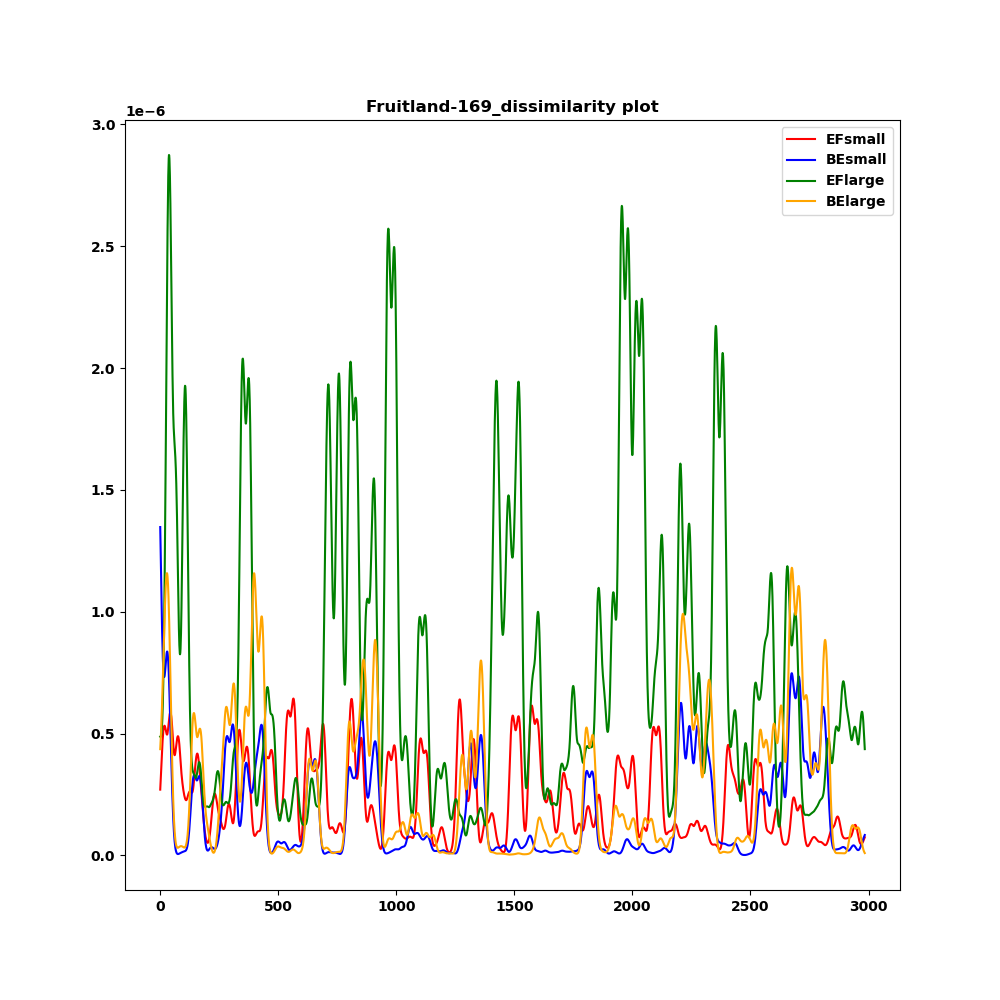 Fruitland-169_dissimilarity plot
1e−6
3.0
2.5
2.0
1.5
1.0
0.5
0.0
0 500 1000 1500 2000 2500 3000
EFsmall
BEsmall
EFlarge
BElarge